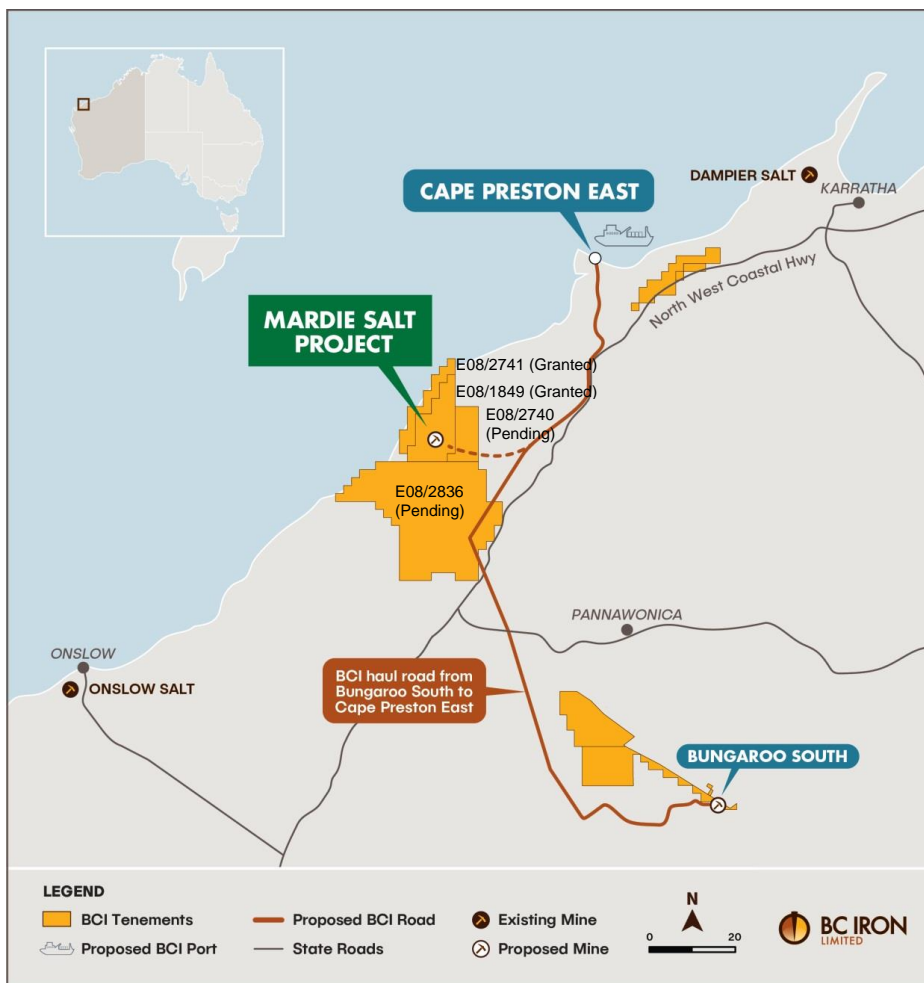 DAMPIER SALT
KARRATHA
CAPE PRESTON EAST
North West Coastal Hwy
MARDIE SALT
PROJECT
E08/2741 (Granted)
E08/1849 (Granted)
E08/2740
(Pending)
E08/2836
(Pending)
PANNAWONICA
ONSLOW
ONSLOW SALT
BCI haul road from
Bungaroo South to
Cape Preston East
BUNGAROO SOUTH
LEGEND
BCI Tenements
Proposed BCI Road
Existing Mine
Proposed BCI Port
State Roads
Proposed Mine
N
0 20
BC IRON
LIMITED